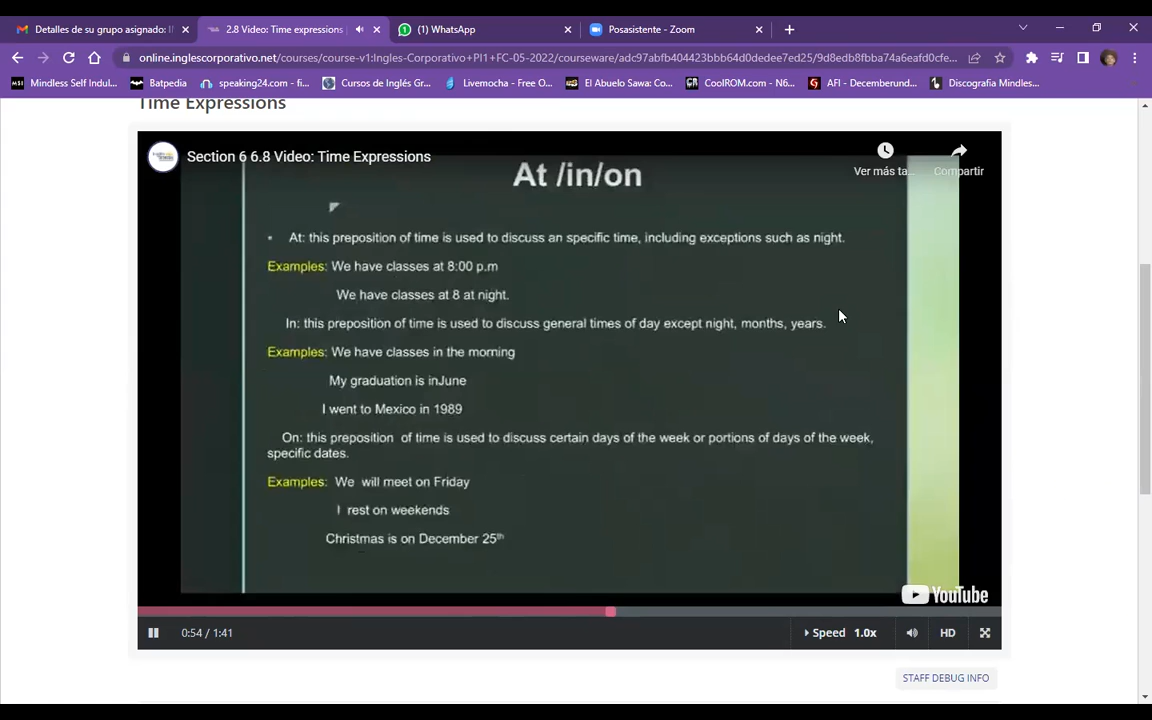 Detalles de su grupo asignado: I
2.8 Video: Time expressions
(1) WhatsApp
Posasistente - Zoom
online.inglescorporativo.net/courses/course-v1:Ingles-Corporativo+PI1+FC-05-2022/courseware/adc97abfb404423bbb64d0dedee7ed25/9d8edb8fbba74a6eafd0cfe...
Mindless Self Indul...
Batpedia
speaking24.com - fi...
Cursos de Inglés Gr...
Livemocha - Free O...
El Abuelo Sawa: Co...
CoolROM.com - N6...
AFI - Decemberund...
Discografia Mindles...
Time Expressions
Section 6 6.8 Video: Time Expressions
Ver más ta...
Compartir
At /in/on
At: this preposition of time is used to discuss an specific time, including exceptions such as night.
Examples: We have classes at 8:00 p.m
We have classes at 8 at night.
In: this preposition of time is used to discuss general times of day except night, months, years.
Examples: We have classes in the morning
My graduation is inJune
I went to Mexico in 1989
On: this preposition of time is used to discuss certain days of the week or portions of days of the week,
specific dates.
Examples: We will meet on Friday
I rest on weekends
Christmas is on December 25th
YouTube
0:54 / 1:41
Speed 1.0x
HD
STAFF DEBUG INFO